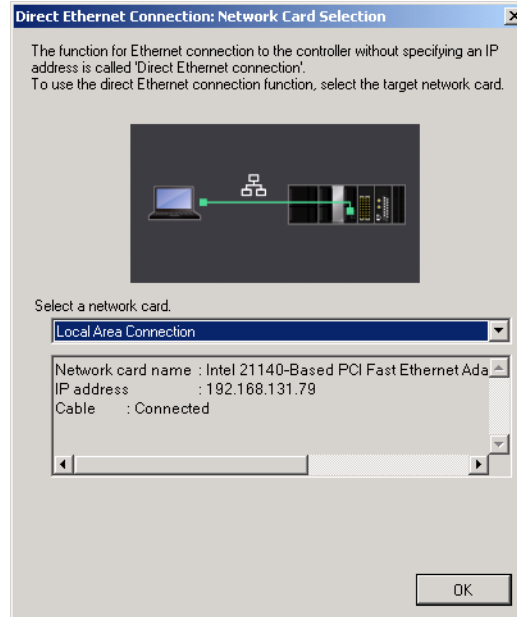 Direct Ethernet Connection: Network Card Selection
The function for Ethernet connection to the controller without specifying an IP
address is called 'Direct Ethernet connection'.
To use the direct Ethernet connection function, select the target network card.
Select a network card.
Local Area Connection
Network card name : Intel 21140-Based PCI Fast Ethernet Ada
IP address : 192.168.131.79
Cable : Connected
OK